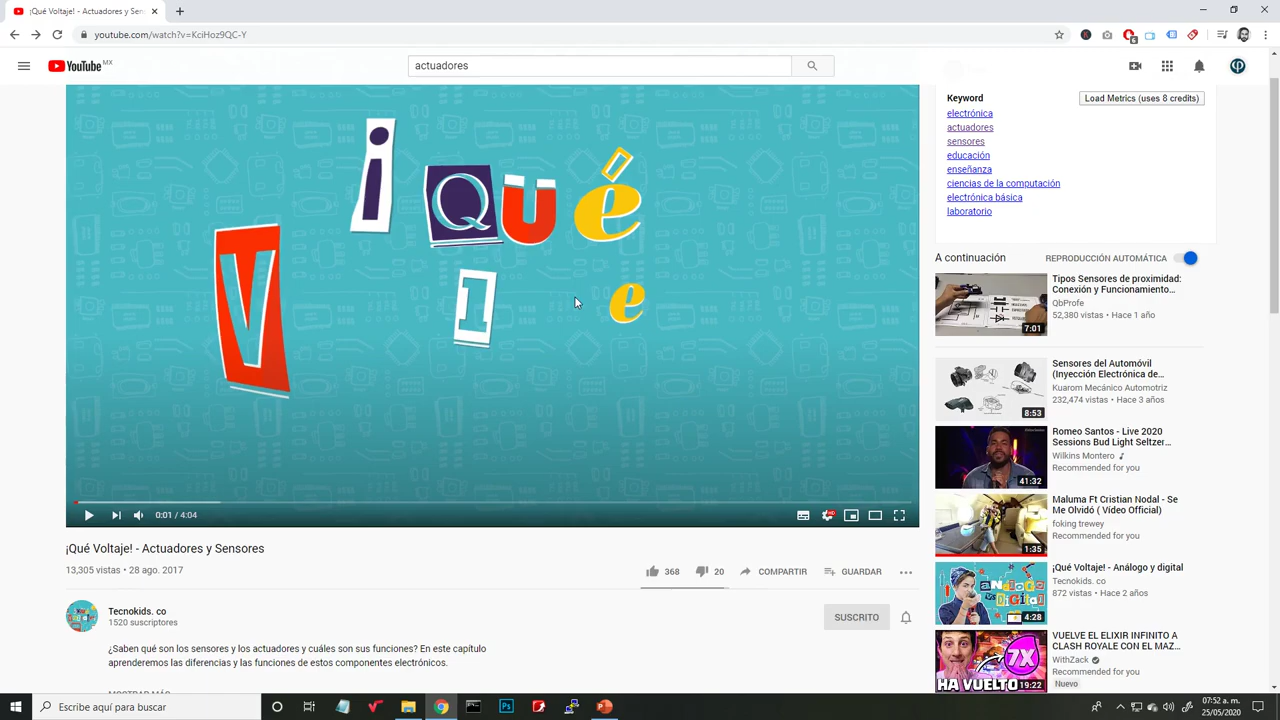 ¡Qué Voltaje! - Actuadores y Sen
youtube.com/watch?v=KciHoz9QC-Y
6
YouTube MX
actuadores
¡QUé
V l e
0:01 / 4:04
HD
¡Qué Voltaje! - Actuadores y Sensores
13,305 vistas • 28 ago. 2017
368
20
COMPARTIR
GUARDAR
Tecnokids. co
1520 suscriptores
SUSCRITO
¿Saben qué son los sensores y los actuadores y cuáles son sus funciones? En este capítulo
aprenderemos las diferencias y las funciones de estos componentes electrónicos.
MOSTRAR MÁS
Keyword
Load Metrics (uses 8 credits)
electrónica
actuadores
sensores
educación
enseñanza
ciencias de la computación
electrónica básica
laboratorio
A continuación
REPRODUCCIÓN AUTOMÁTICA
Tipos Sensores de proximidad:
Conexión y Funcionamiento...
QbProfe
52,380 vistas • Hace 1 año
7:01
Sensores del Automóvil
(Inyección Electrónica de...
Kuarom Mecánico Automotriz
232,474 vistas • Hace 3 años
8:53
Romeo Santos - Live 2020
Sessions Bud Light Seltzer...
Wilkins Montero
Recommended for you
41:32
Maluma Ft Cristian Nodal - Se
Me Olvidó ( Vídeo Official)
foking trewey
Recommended for you
1:35
¡Qué Voltaje! - Análogo y digital
Tecnokids. co
872 vistas • Hace 2 años
ANÁLOGO
DIGITAL
4:28
VUELVE EL ELIXIR INFINITO A
CLASH ROYALE CON EL MAZ...
WithZack
Recommended for you
Nuevo
7X
HA VUELTO
19:22
Escribe aquí para buscar
Ps
07:52 a. m.
25/05/2020